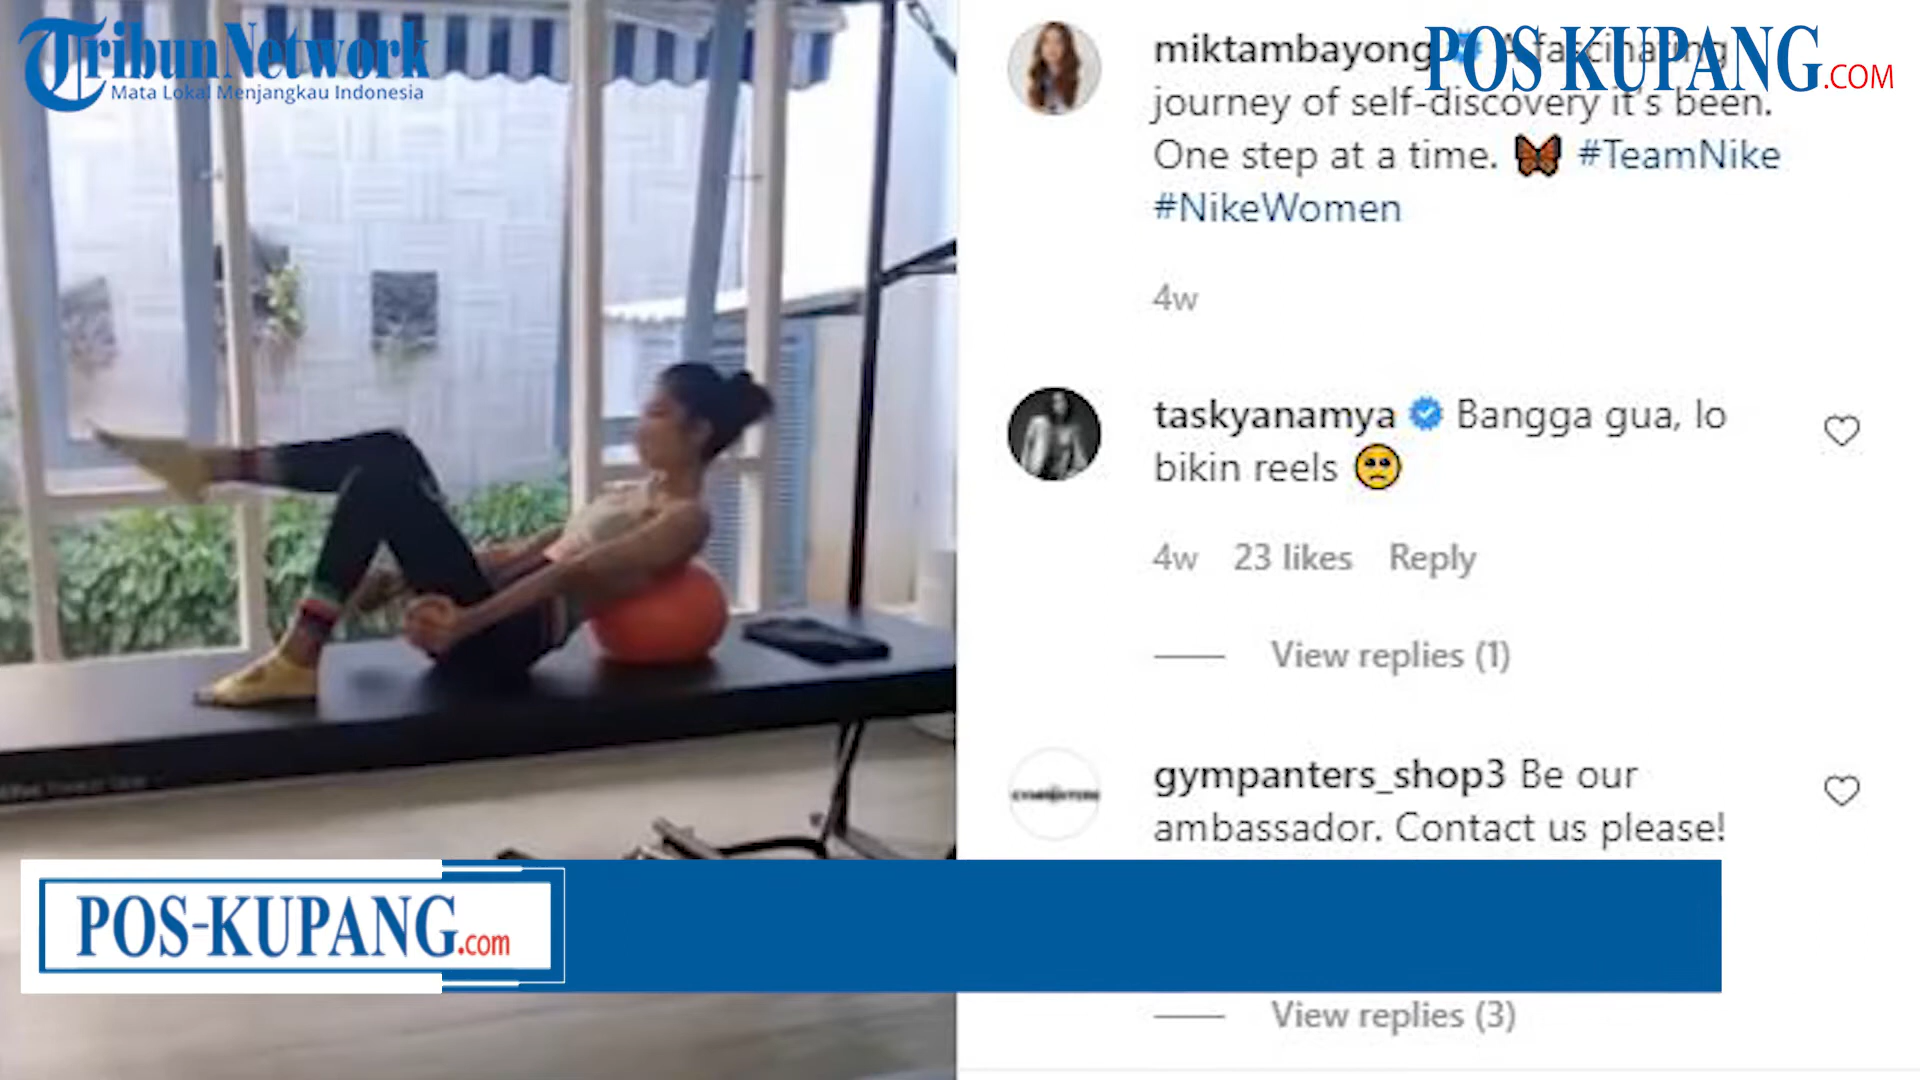 TribunNetwork
Mata Lokal Menjangkau Indonesia
POS KUPANG.COM
miktambayong A fascinating
journey of self-discovery it's been.
One step at a time. 🦋 #TeamNike
#NikeWomen
4w
taskyanamya Bangga gua, lo
bikin reels 🥺
4w 23 likes Reply
View replies (1)
gympanters_shop3 Be our
ambassador. Contact us please!
POS-KUPANG.com
View replies (3)